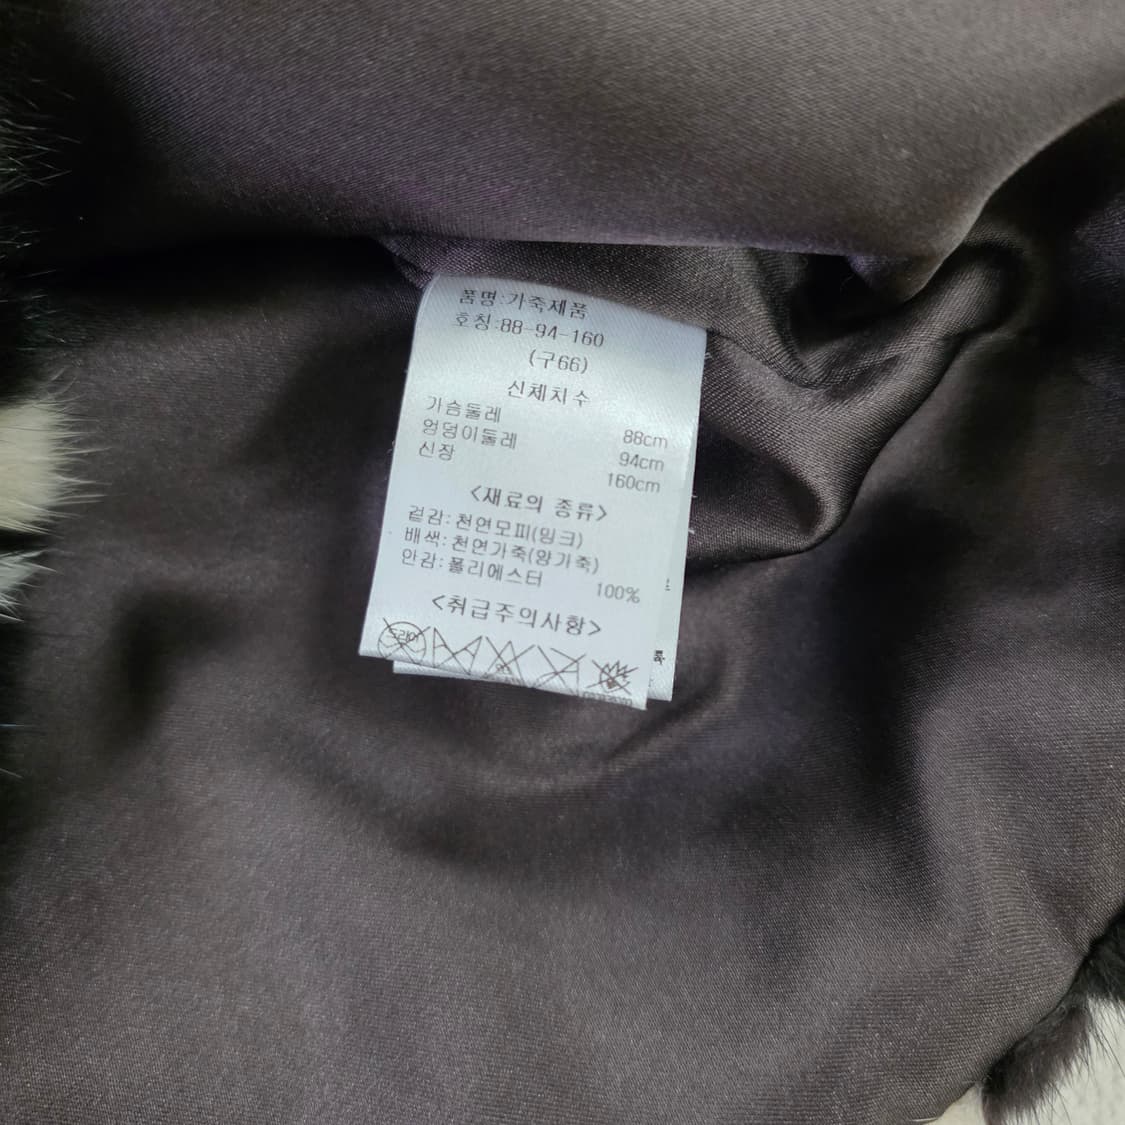 품명:가죽제품
호칭:88-94-160
(구66)
신체치수
가슴둘레 88cm
엉덩이둘레 94cm
신장 160cm
<재료의 종류>
겉감:천연모피(밍크)
배색:천연가죽(양가죽)
안감:폴리에스터 100%
<취급주의사항>
드라이